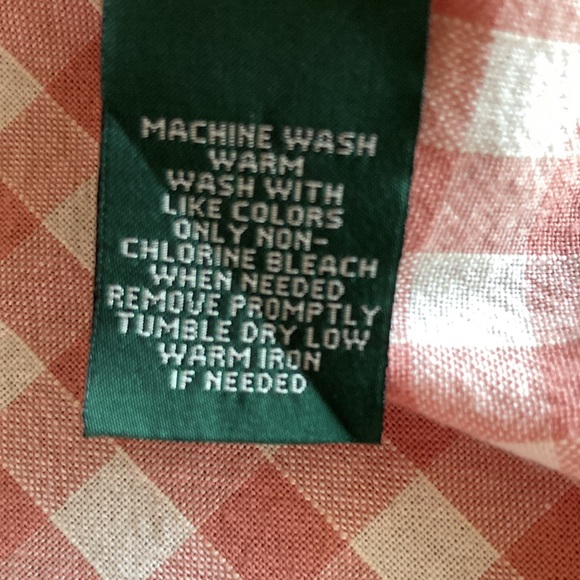 MACHINE WASH
WARM
WASH WITH
LIKE COLORS
ONLY NON-
CHLORINE BLEACH
WHEN NEEDED
REMOVE PROMPTLY
TUMBLE DRY LOW
WARM IRON
IF NEEDED